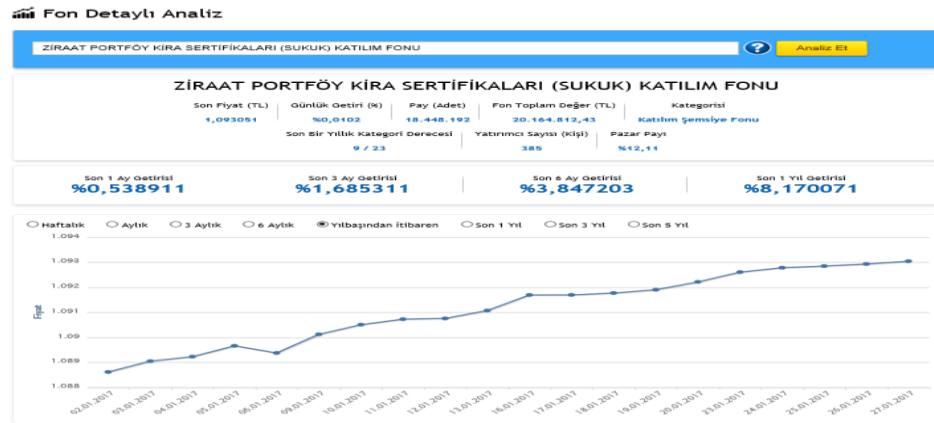 Fon Detaylı Analiz
ZİRAAT PORTFÖY KİRA SERTİFİKALARI (SUKUK) KATILIM FONU ? Analiz Et
ZİRAAT PORTFÖY KİRA SERTİFİKALARI (SUKUK) KATILIM FONU
Son Fiyat (TL) Günlük Getiri (%) Pay (Adet) Fon Toplam Değer (TL) Kategorisi
1,093051 %0,0102 18.448.192 20.164.812,43 Katılım Şemsiye Fonu
Son Bir Yıllık Kategori Derecesi Yatırımcı Sayısı (Kişi) Pazar Payı
9 / 23 385 %12,11
Son 1 Ay Getirisi Son 3 Ay Getirisi Son 6 Ay Getirisi Son 1 Yıl Getirisi
%0,538911 %1,685311 %3,847203 %8,170071
Haftalık Aylık 3 Aylık 6 Aylık Yılbaşından İtibaren Son 1 Yıl Son 3 Yıl Son 5 Yıl
1.094
1.093
1.092
1.091
1.09
1.089
1.088
Fiyat
02.01.2017 03.01.2017 04.01.2017 05.01.2017 06.01.2017 09.01.2017 10.01.2017 11.01.2017 12.01.2017 13.01.2017 16.01.2017 17.01.2017 18.01.2017 19.01.2017 20.01.2017 23.01.2017 24.01.2017 25.01.2017 26.01.2017 27.01.2017